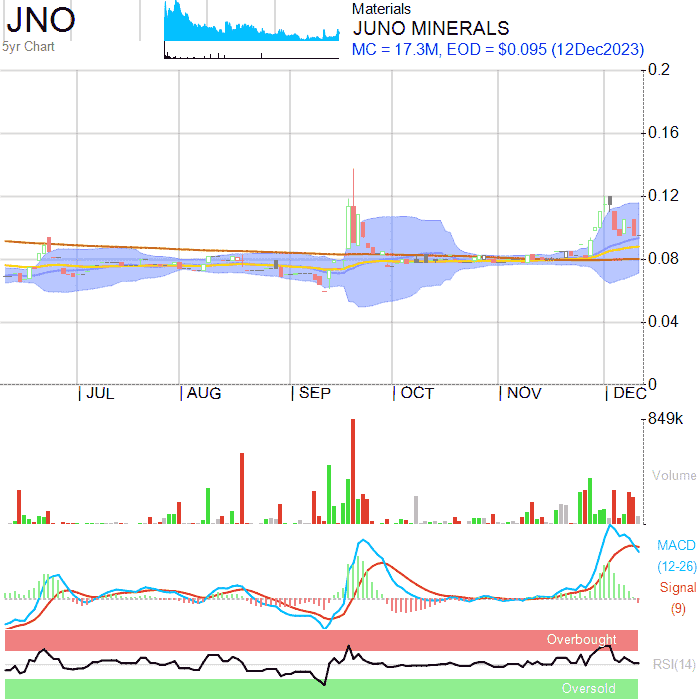 JNO
5yr Chart
Materials
JUNO MINERALS
MC = 17.3M, EOD = $0.095 (12Dec2023)
0.2
0.16
0.12
0.08
0.04
0
JUL
AUG
SEP
OCT
NOV
DEC
849k
Volume
MACD
(12-26)
Signal
(9)
Overbought
RSI(14)
Oversold